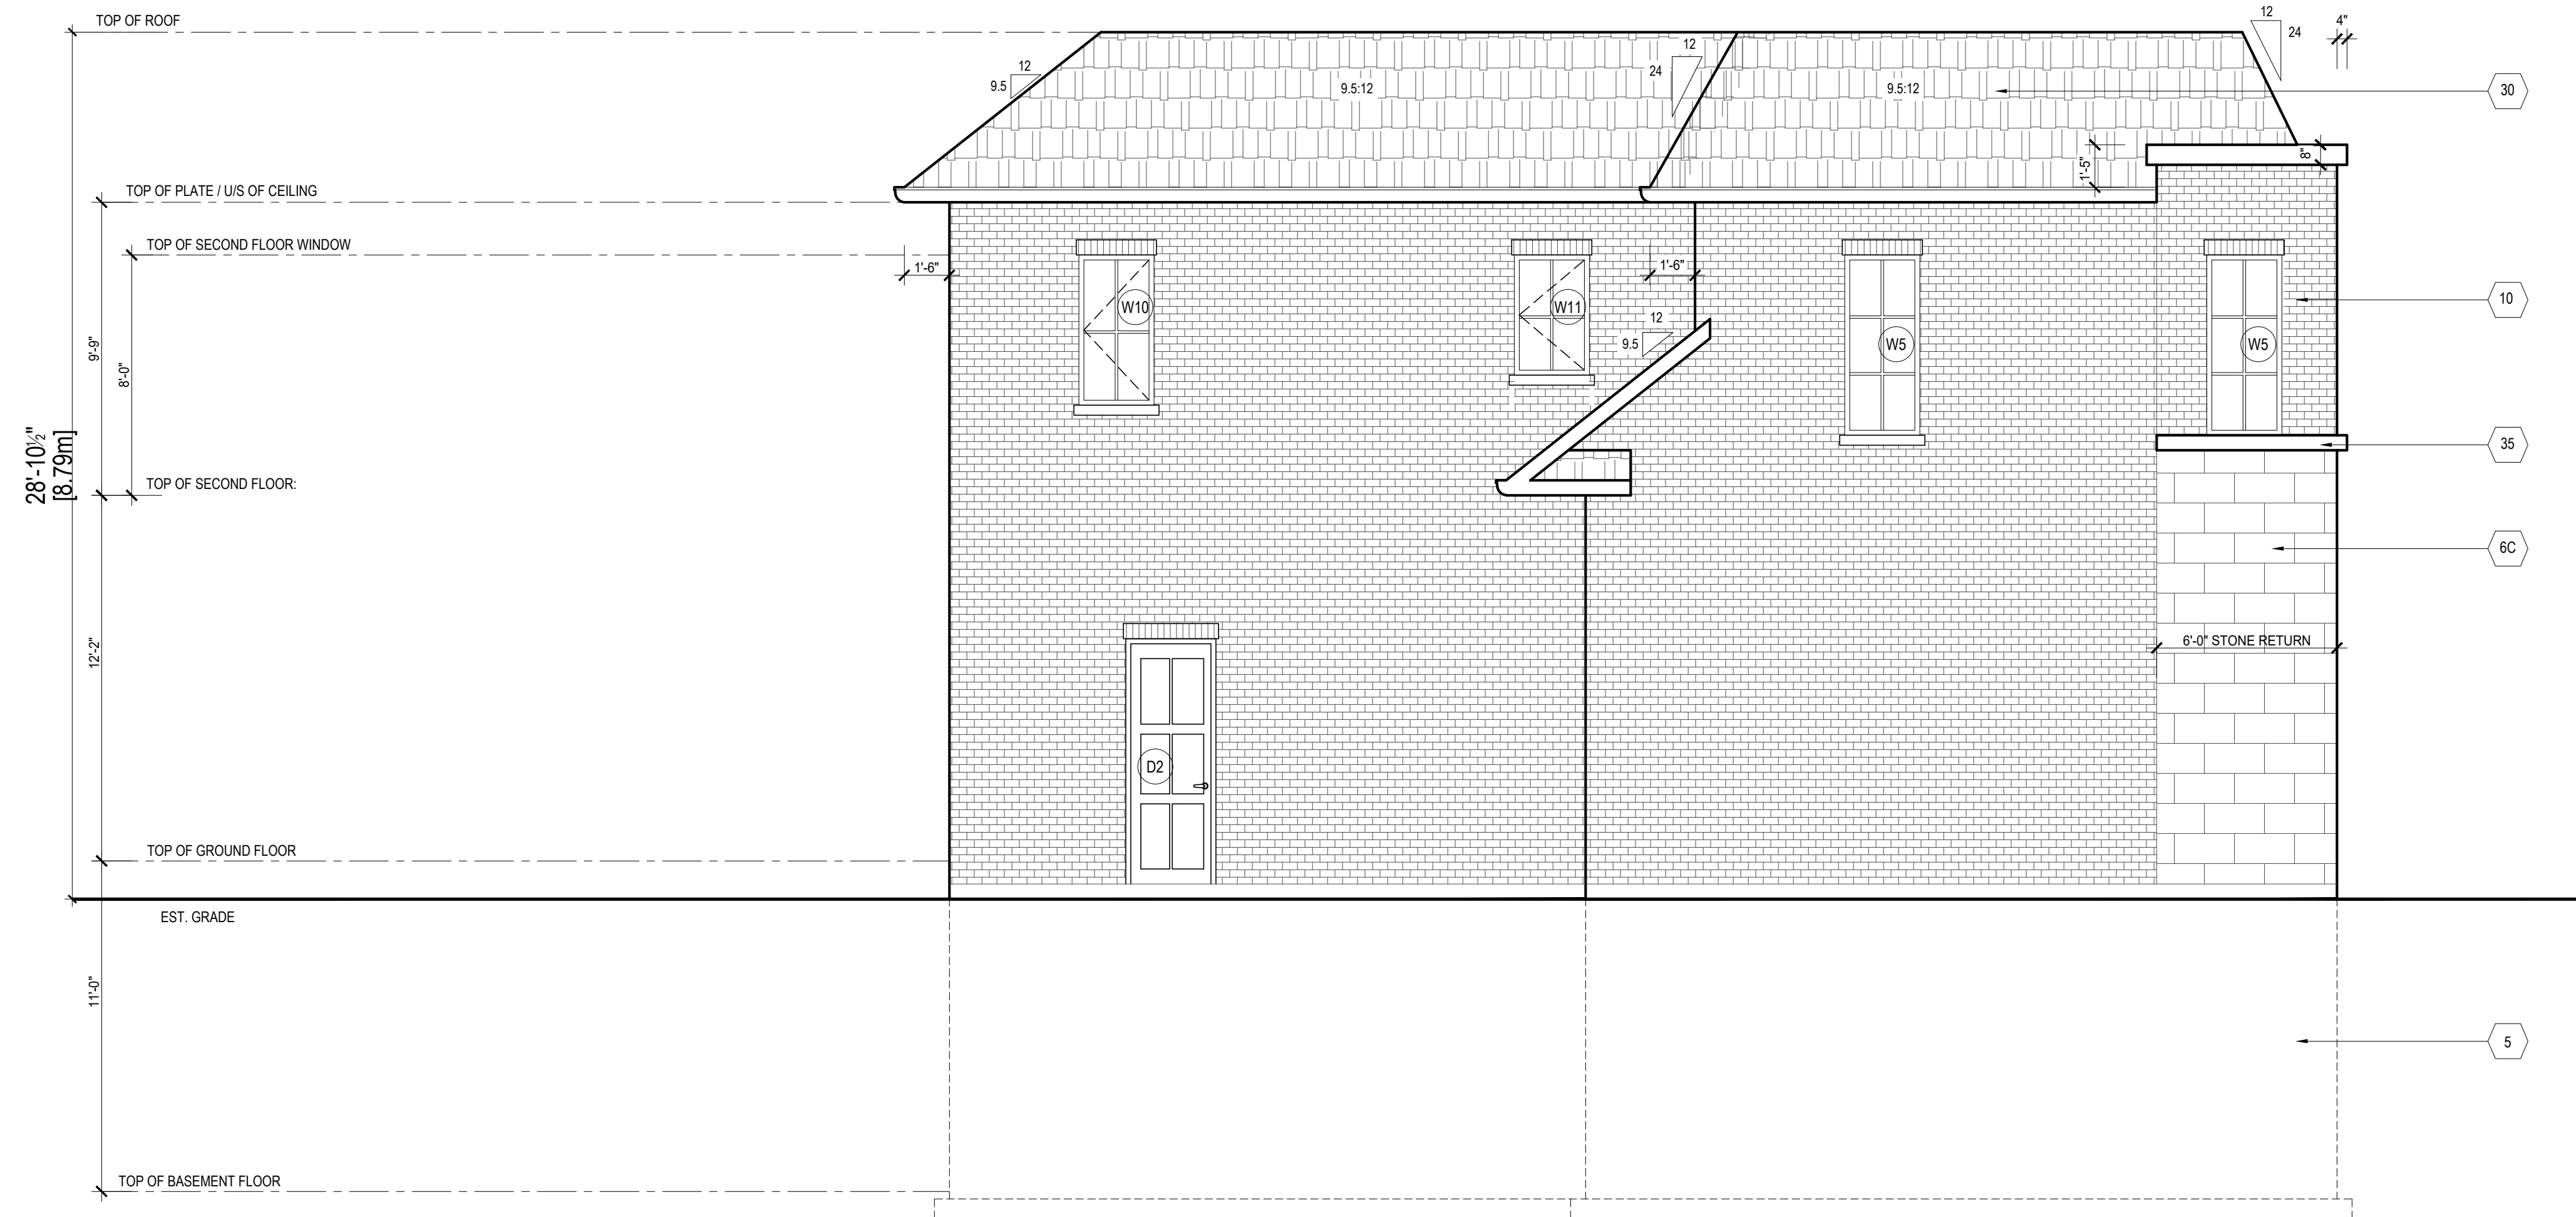 TOP OF ROOF
12
24
4"
12
9.5
12
24
9.5:12
9.5:12
30
1'-5"
8"
TOP OF PLATE / U/S OF CEILING
TOP OF SECOND FLOOR WINDOW
1'-6"
1'-6"
W10
W11
10
12
9.5
W5
W5
9'-9"
8'-0"
35
28'-10½"
[8.79m]
TOP OF SECOND FLOOR:
6C
12'-2"
6'-0" STONE RETURN
D2
TOP OF GROUND FLOOR
EST. GRADE
11'-0"
5
TOP OF BASEMENT FLOOR